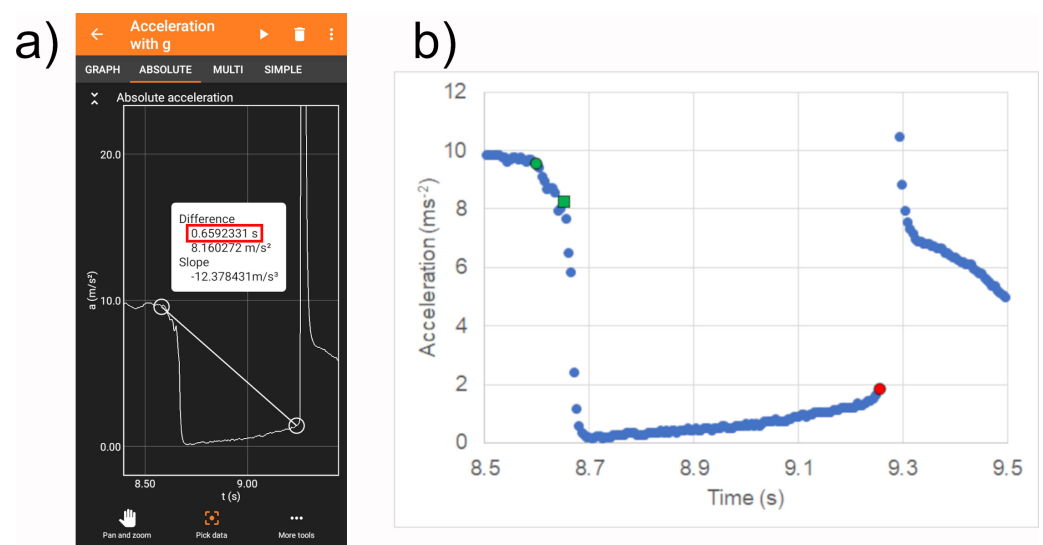 a)
Acceleration
with g
GRAPH ABSOLUTE MULTI SIMPLE
Absolute acceleration
20.0
Difference
0.6592331 s
8.160272 m/s²
Slope
-12.378431m/s³
a (m/s²)
10.0
0.00
8.50 9.00
t (s)
Pan and zoom Pick data More tools
b)
12
10
8
6
4
2
0
Acceleration (ms⁻²)
8.5 8.7 8.9 9.1 9.3 9.5
Time (s)